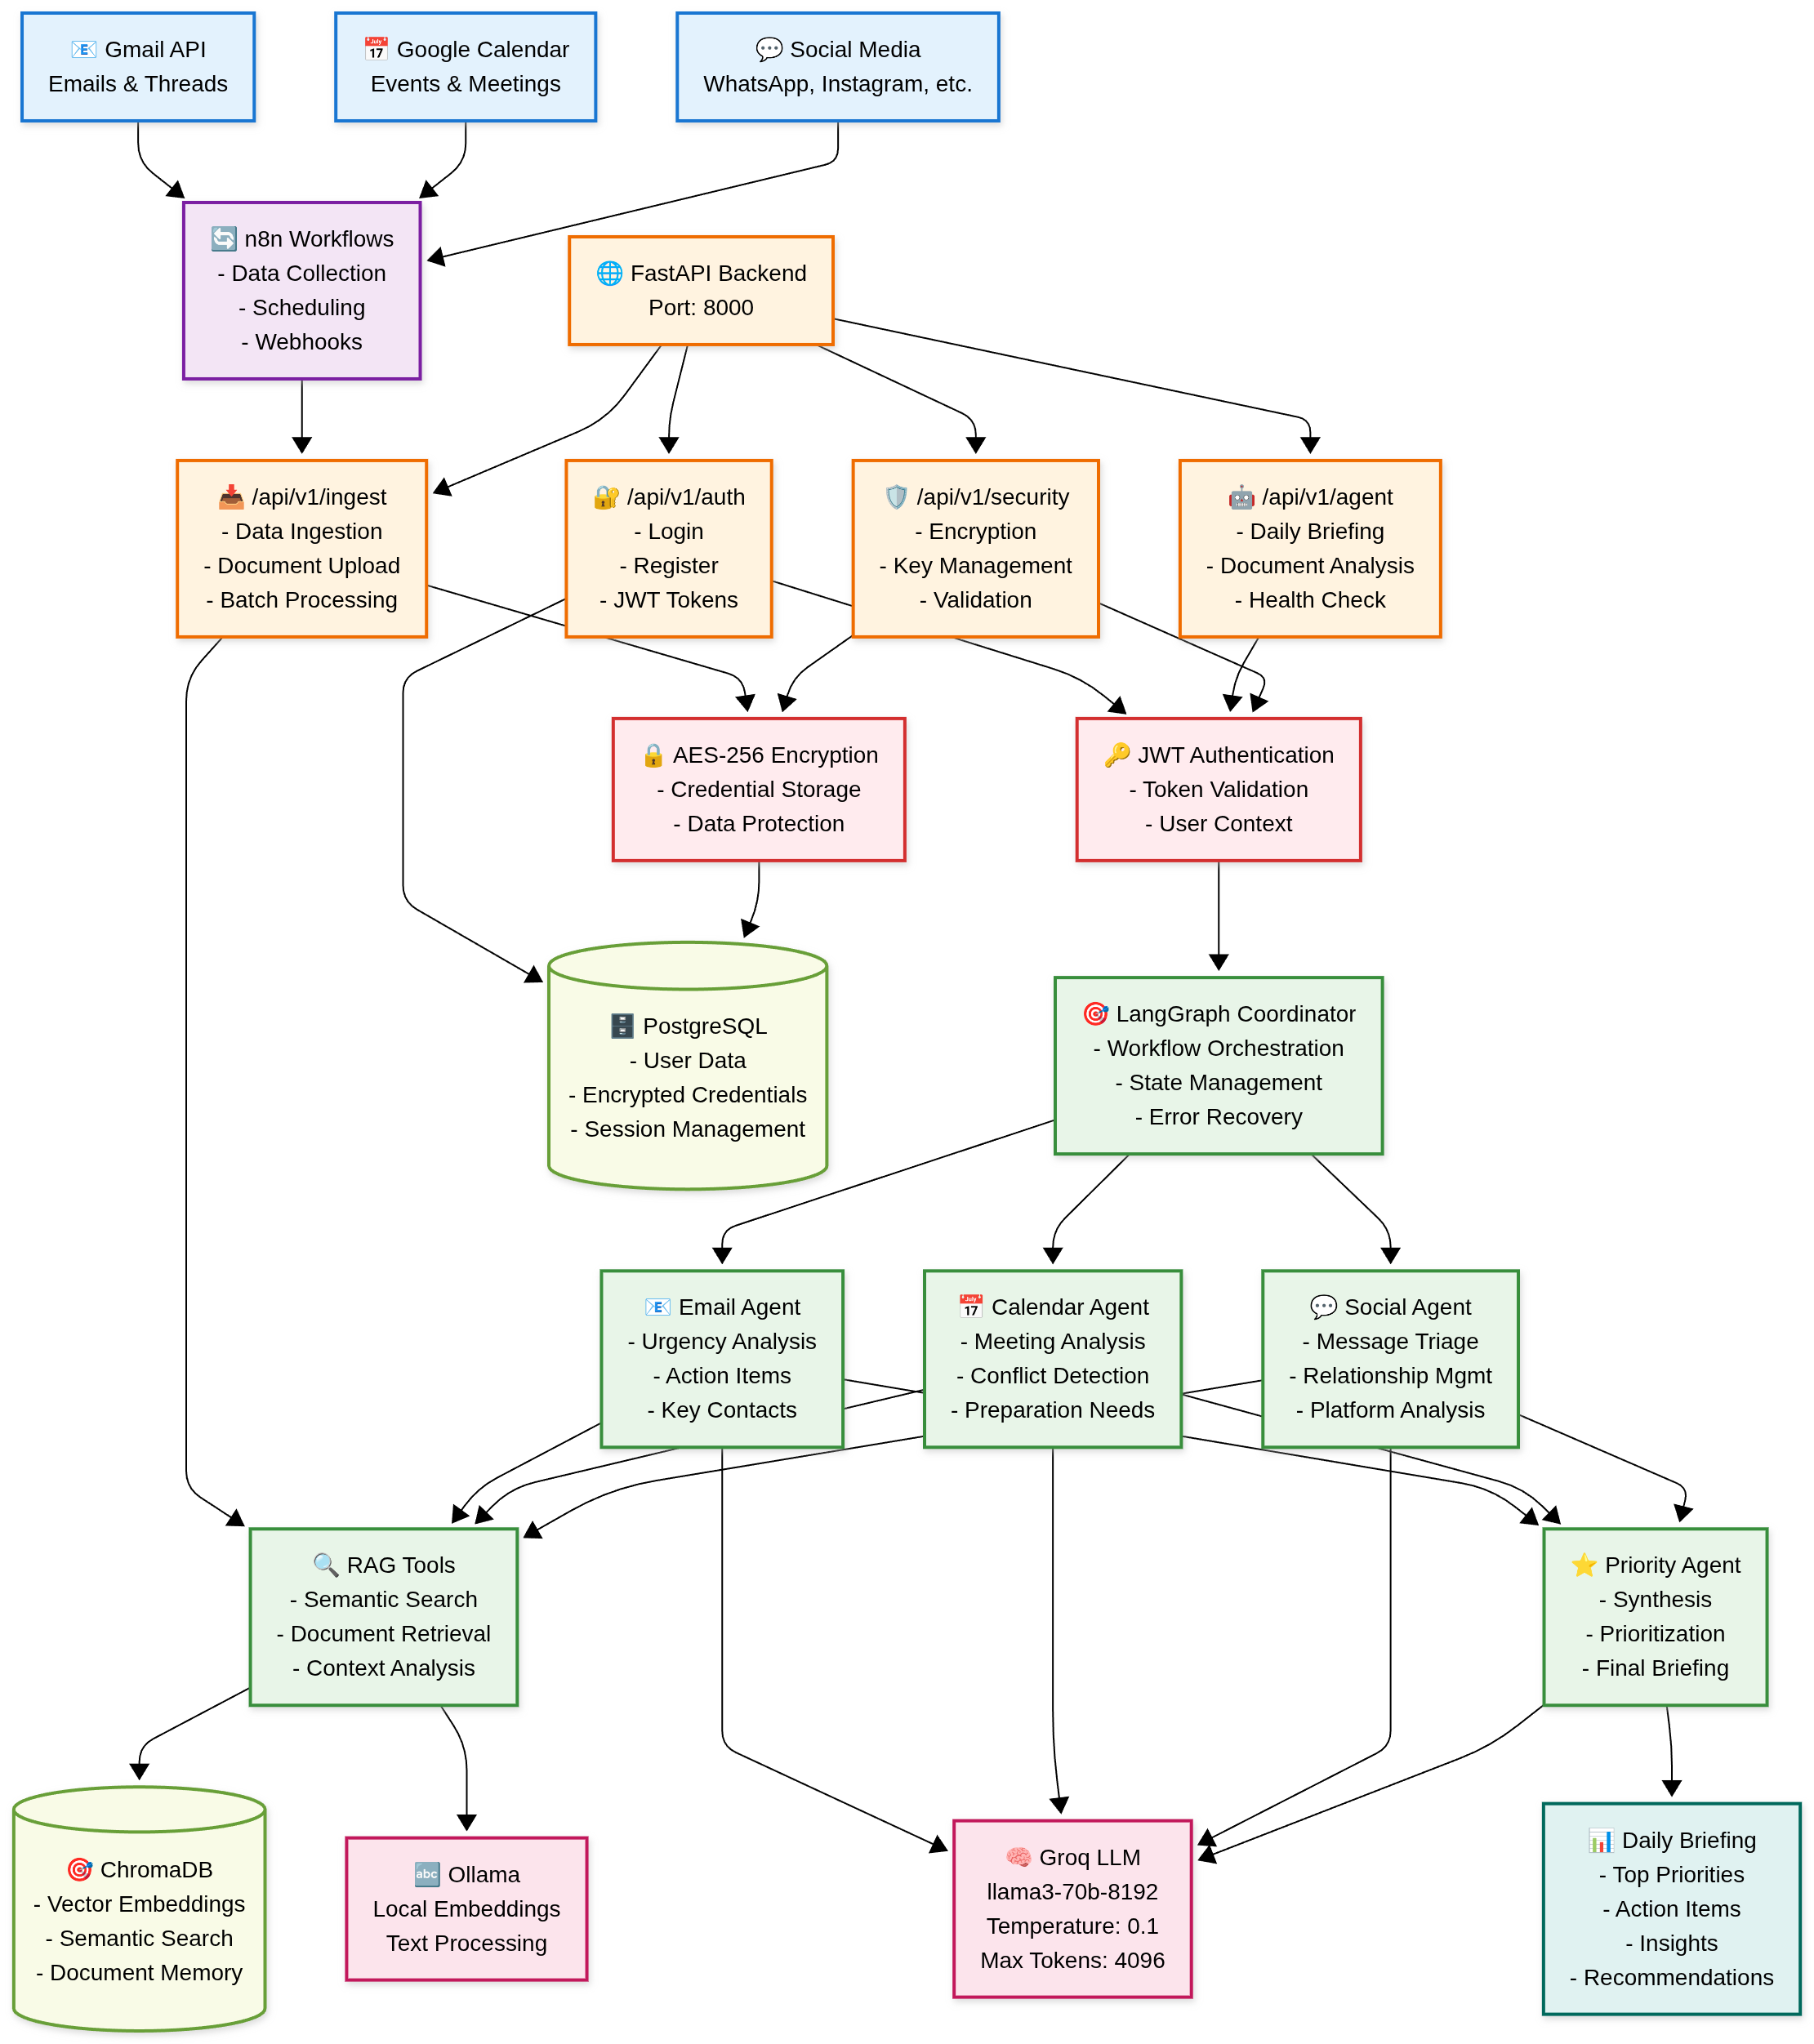 📧 Gmail API
Emails & Threads
📅 Google Calendar
Events & Meetings
💬 Social Media
WhatsApp, Instagram, etc.
🔄 n8n Workflows
- Data Collection
- Scheduling
- Webhooks
🌐 FastAPI Backend
Port: 8000
📥 /api/v1/ingest
- Data Ingestion
- Document Upload
- Batch Processing
🔐 /api/v1/auth
- Login
- Register
- JWT Tokens
🛡️ /api/v1/security
- Encryption
- Key Management
- Validation
🤖 /api/v1/agent
- Daily Briefing
- Document Analysis
- Health Check
🔒 AES-256 Encryption
- Credential Storage
- Data Protection
🔑 JWT Authentication
- Token Validation
- User Context
🗄️ PostgreSQL
- User Data
- Encrypted Credentials
- Session Management
🎯 LangGraph Coordinator
- Workflow Orchestration
- State Management
- Error Recovery
📧 Email Agent
- Urgency Analysis
- Action Items
- Key Contacts
📅 Calendar Agent
- Meeting Analysis
- Conflict Detection
- Preparation Needs
💬 Social Agent
- Message Triage
- Relationship Mgmt
- Platform Analysis
🔍 RAG Tools
- Semantic Search
- Document Retrieval
- Context Analysis
⭐ Priority Agent
- Synthesis
- Prioritization
- Final Briefing
🎯 ChromaDB
- Vector Embeddings
- Semantic Search
- Document Memory
🔤 Ollama
Local Embeddings
Text Processing
🧠 Groq LLM
llama3-70b-8192
Temperature: 0.1
Max Tokens: 4096
📊 Daily Briefing
- Top Priorities
- Action Items
- Insights
- Recommendations